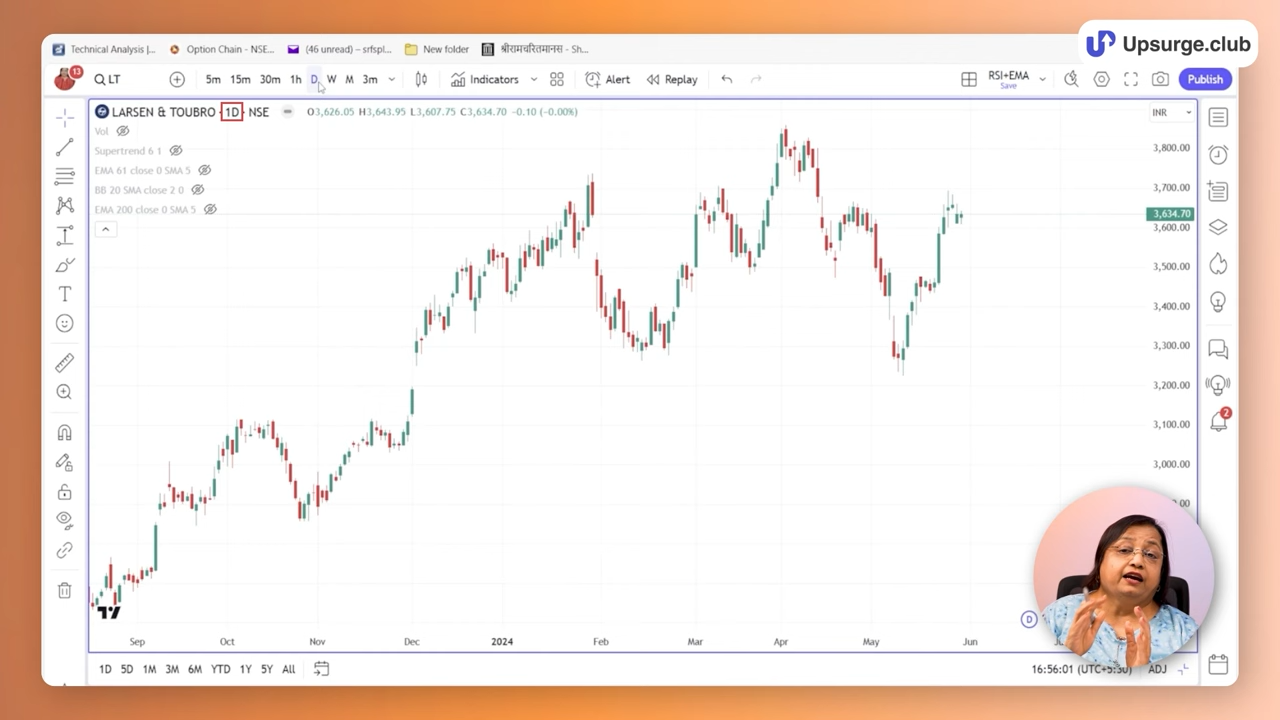 Upsurge.club
Technical Analysis |...
Option Chain - NSE...
(46 unread) – srfspl...
New folder
श्रीरामचरितमानस - Sh...
13
LT
5m
15m
30m
1h
D
W
M
3m
Indicators
Alert
Replay
RSI+EMA
Save
Publish
LARSEN & TOUBRO 1D NSE
O3,626.05 H3,643.95 L3,607.75 C3,634.70 -0.10 (-0.00%)
INR
Vol
Supertrend 6 1
EMA 61 close 0 SMA 5
BB 20 SMA close 2 0
EMA 200 close 0 SMA 5
3,800.00
3,700.00
3,634.70
3,600.00
3,500.00
3,400.00
3,300.00
3,200.00
3,100.00
3,000.00
2
D
Sep
Oct
Nov
Dec
2024
Feb
Mar
Apr
May
Jun
1D
5D
1M
3M
6M
YTD
1Y
5Y
All
16:56:01 (UTC+5:30)
ADJ